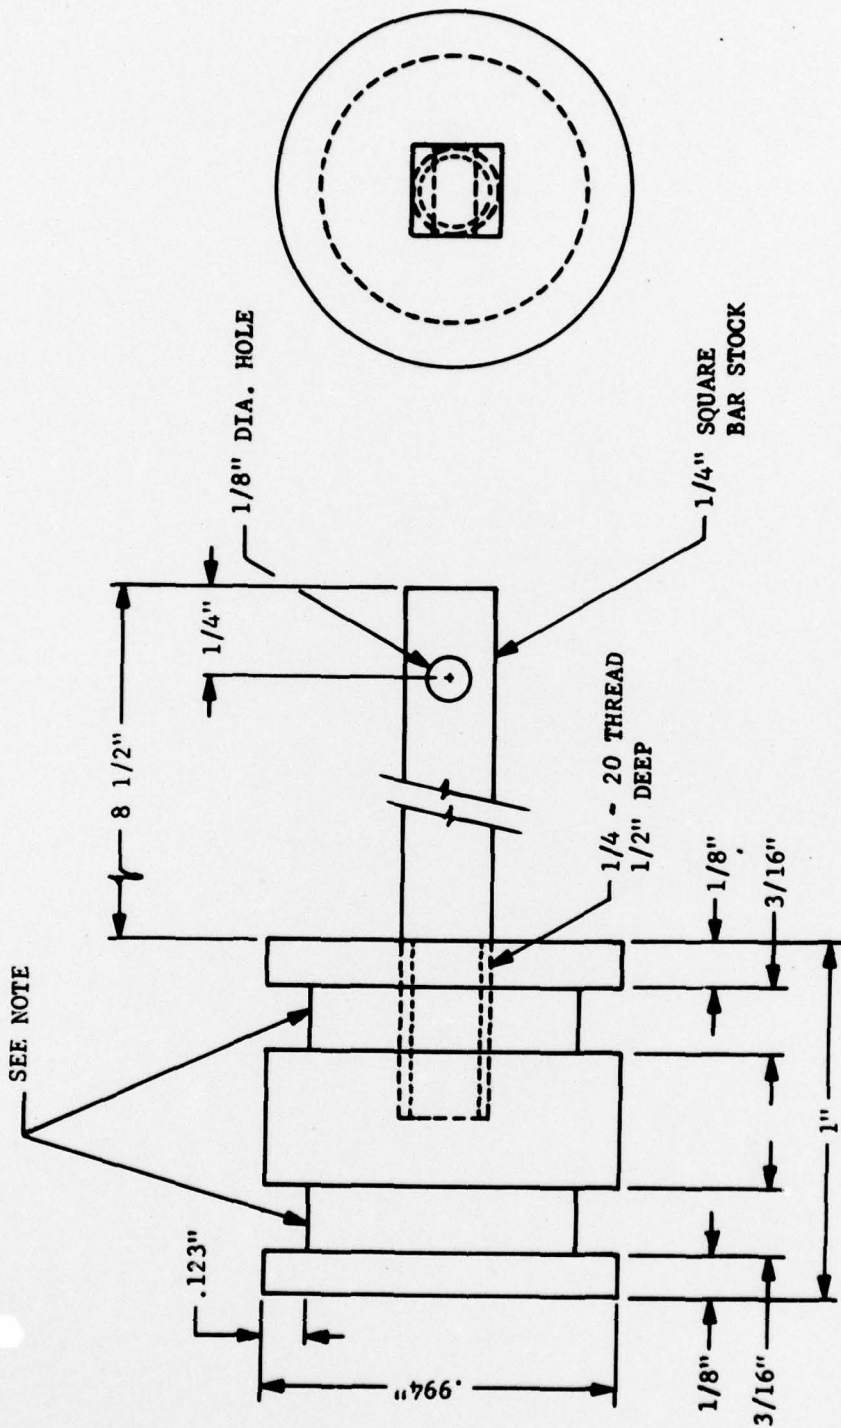 SEE NOTE
8 1/2"
1/4"
1/8" DIA. HOLE
.123"
.994"
1/4 - 20 THREAD
1/2" DEEP
1/4" SQUARE
BAR STOCK
1/8"
3/16"
1/8"
3/16"
1"